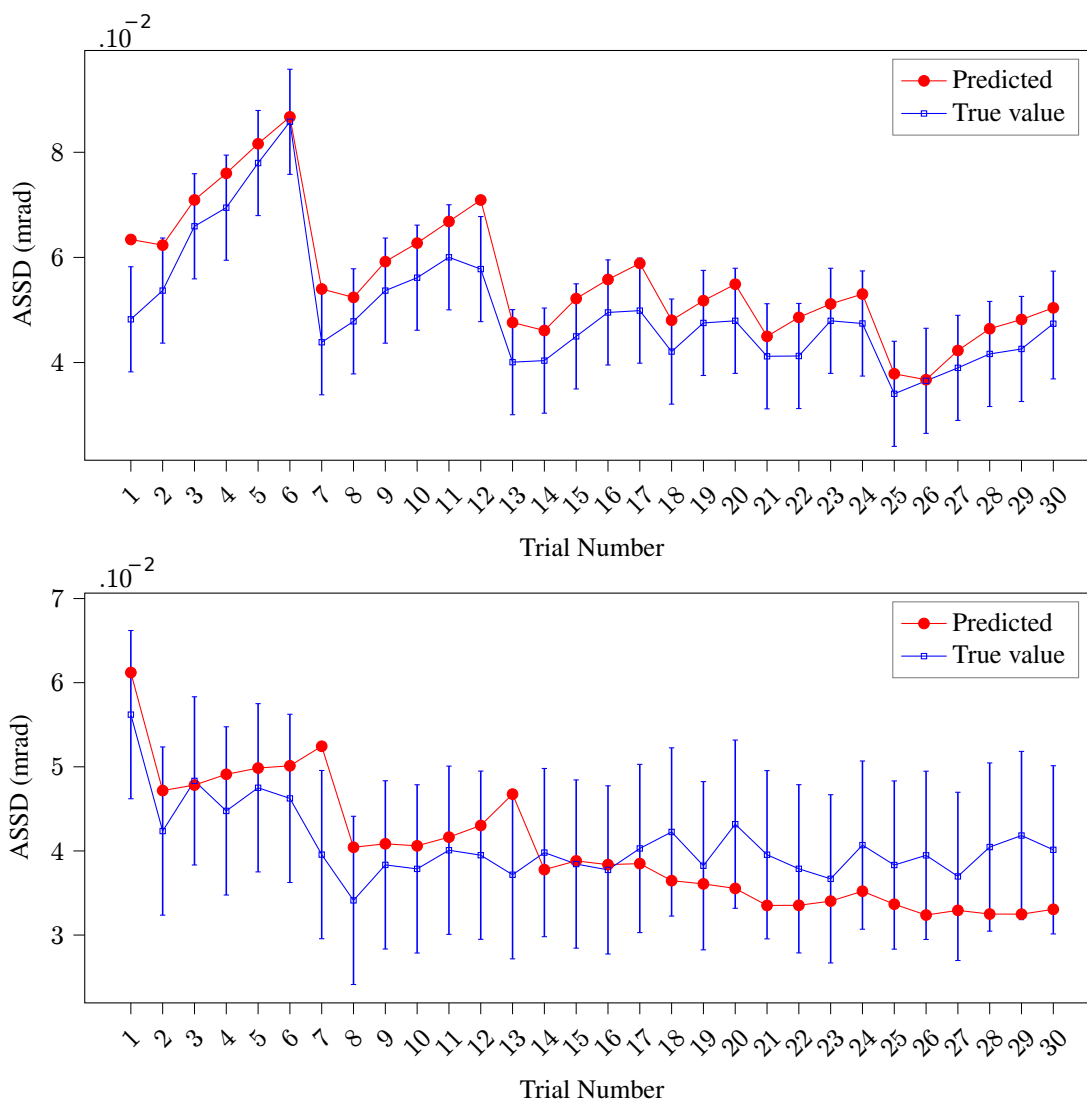 .10−2
8
6
4
ASSD (mrad)
Predicted
True value
1 2 3 4 5 6 7 8 9 10 11 12 13 14 15 16 17 18 19 20 21 22 23 24 25 26 27 28 29 30
Trial Number
.10−2
7
6
5
4
3
ASSD (mrad)
Predicted
True value
1 2 3 4 5 6 7 8 9 10 11 12 13 14 15 16 17 18 19 20 21 22 23 24 25 26 27 28 29 30
Trial Number